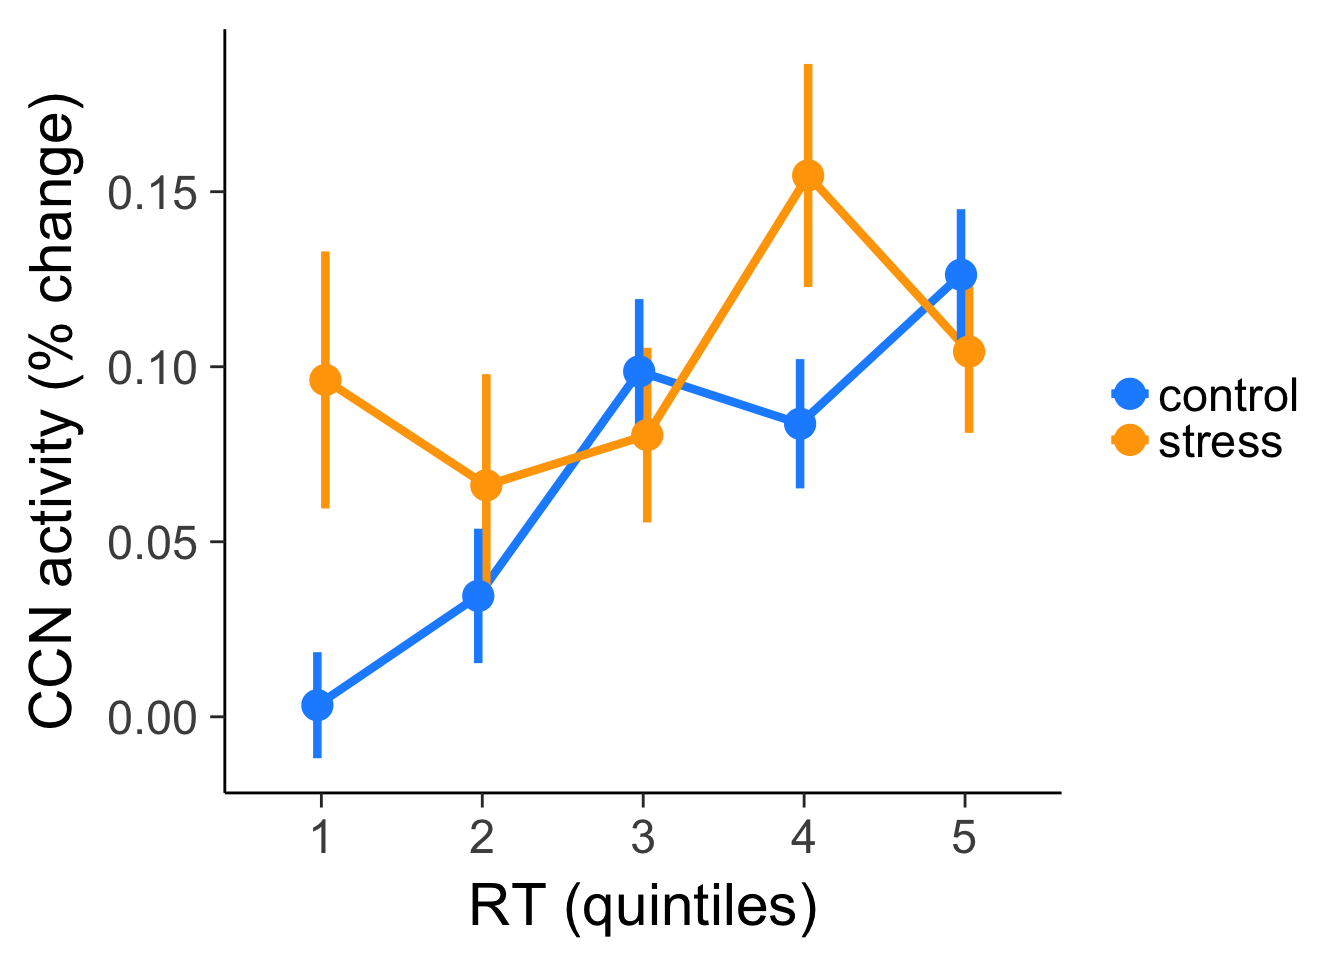 CCN activity (% change)
0.15
0.10
0.05
0.00
1 2 3 4 5
RT (quintiles)
control
stress